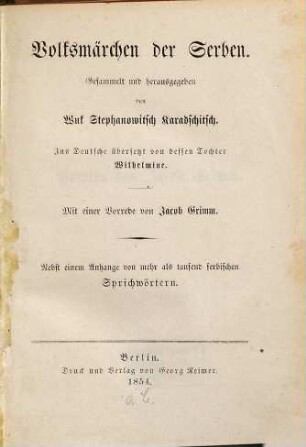 Volksmärchen der Serben.
Gesammelt und herausgegeben
von
Wuk Stephanowitsch Karadschitsch.
Ins Deutsche übersetzt von dessen Tochter
Wilhelmine.
Mit einer Vorrede von Jacob Grimm.
Nebst einem Anhange von mehr als tausend serbischen
Sprichwörtern.
Berlin.
Druck und Verlag von Georg Reimer.
1854.